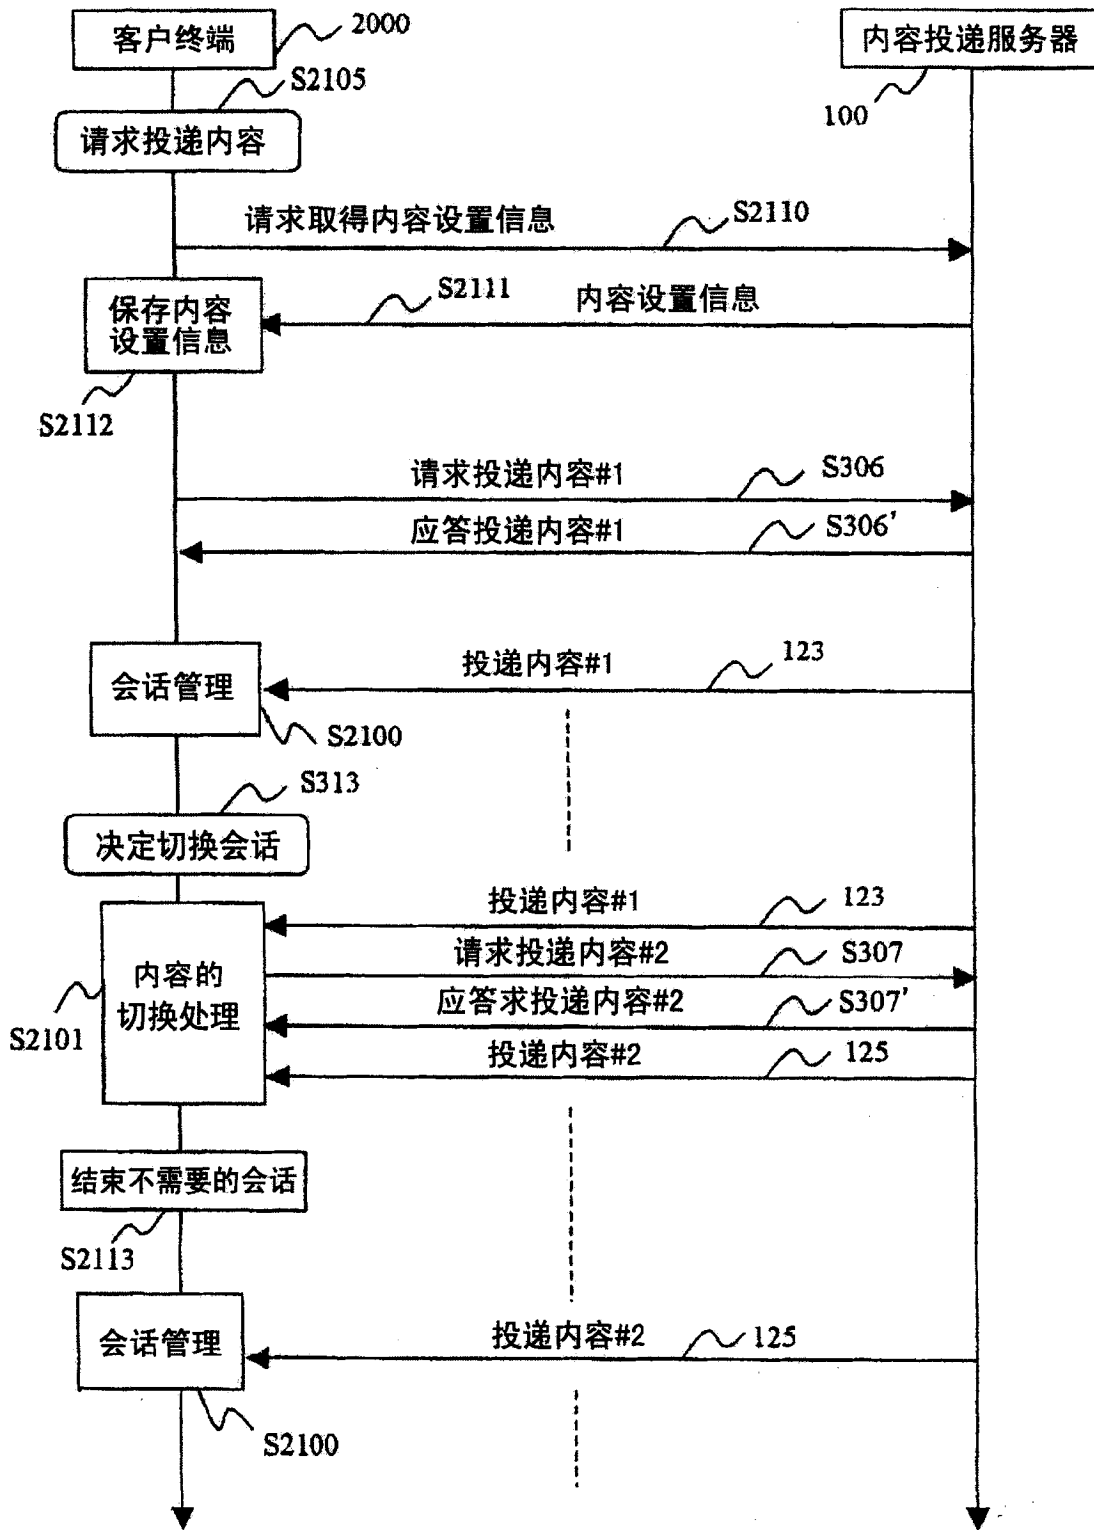 客户终端
2000
内容投递服务器
100
S2105
请求投递内容
请求取得内容设置信息
S2110
保存内容
设置信息
S2111
内容设置信息
S2112
请求投递内容#1
S306
应答投递内容#1
S306'
会话管理
投递内容#1
123
S2100
S313
决定切换会话
投递内容#1
123
内容的
切换处理
请求投递内容#2
S307
应答求投递内容#2
S307'
S2101
投递内容#2
125
结束不需要的会话
S2113
会话管理
投递内容#2
125
S2100